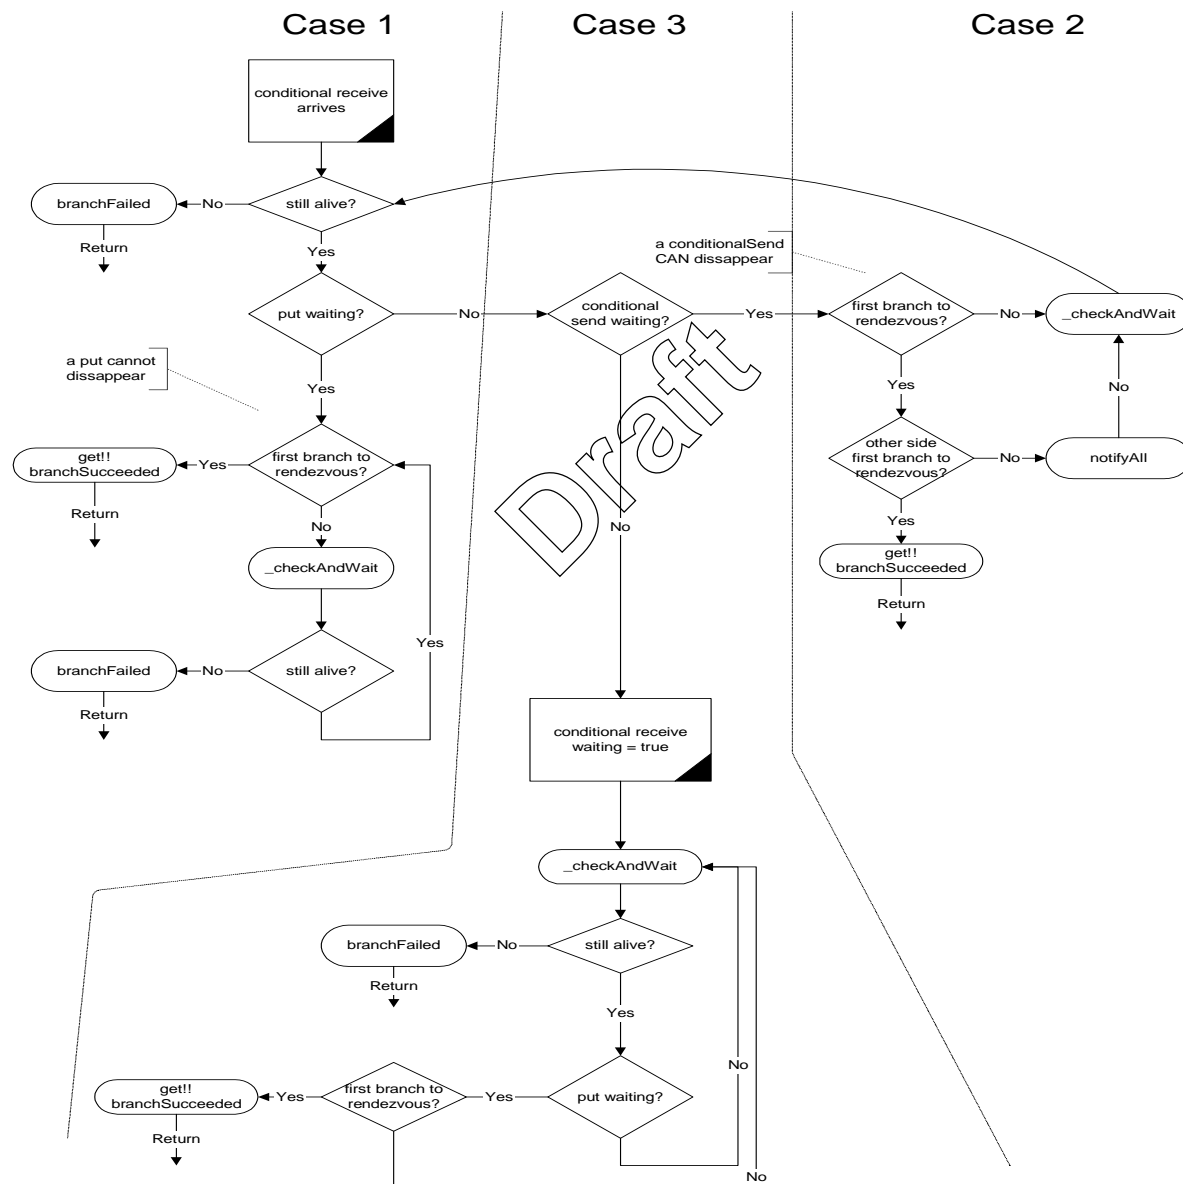 Case 1
Case 3
Case 2
conditional receive
arrives
still alive?
No
branchFailed
Return
Yes
a conditionalSend
CAN dissappear
put waiting?
No
conditional
send waiting?
Yes
first branch to
rendezvous?
No
_checkAndWait
a put cannot
dissappear
Yes
Yes
No
Draft
first branch to
rendezvous?
Yes
get!!
branchSucceeded
Return
other side
first branch to
rendezvous?
No
notifyAll
No
No
Yes
_checkAndWait
get!!
branchSucceeded
Return
Yes
still alive?
No
branchFailed
Return
conditional receive
waiting = true
_checkAndWait
still alive?
No
branchFailed
Return
Yes
No
put waiting?
Yes
first branch to
rendezvous?
Yes
get!!
branchSucceeded
Return
No